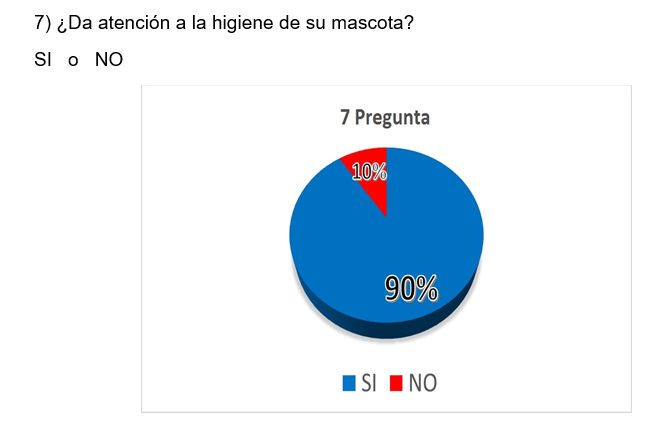 7) ¿Da atención a la higiene de su mascota?
SI o NO
7 Pregunta
10%
90%
SI NO